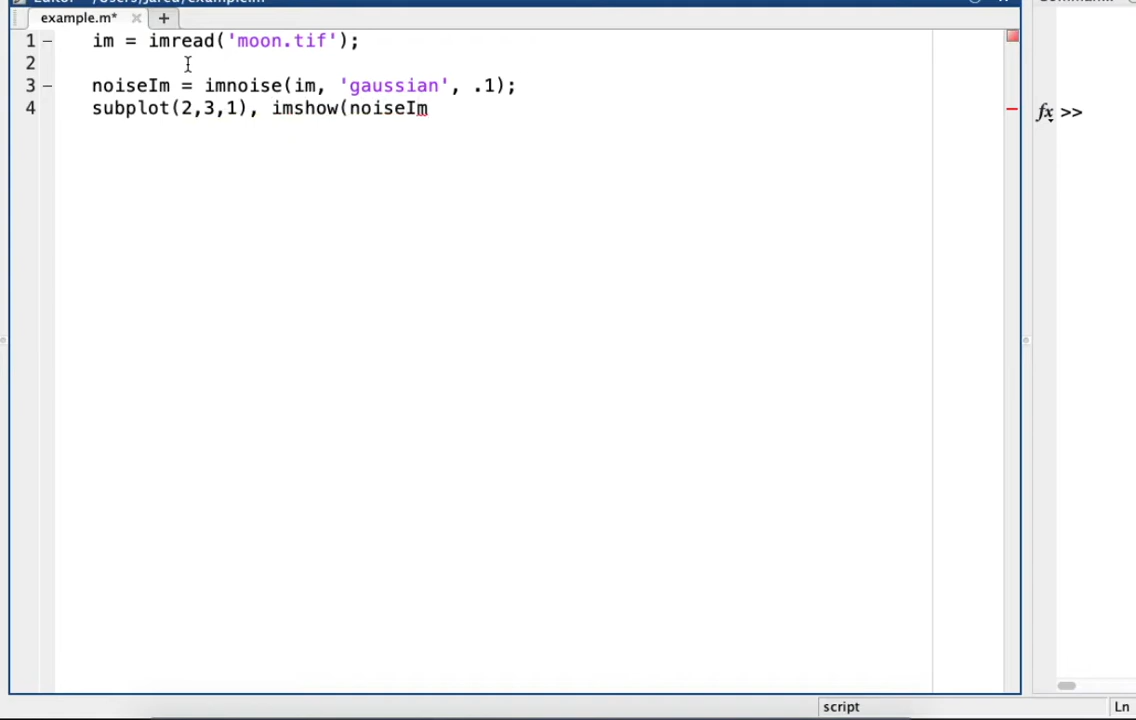 example.m*
+
1 – im = imread('moon.tif');
2
3 – noiseIm = imnoise(im, 'gaussian', .1);
4 subplot(2,3,1), imshow(noiseIm
fx >>
script
Ln